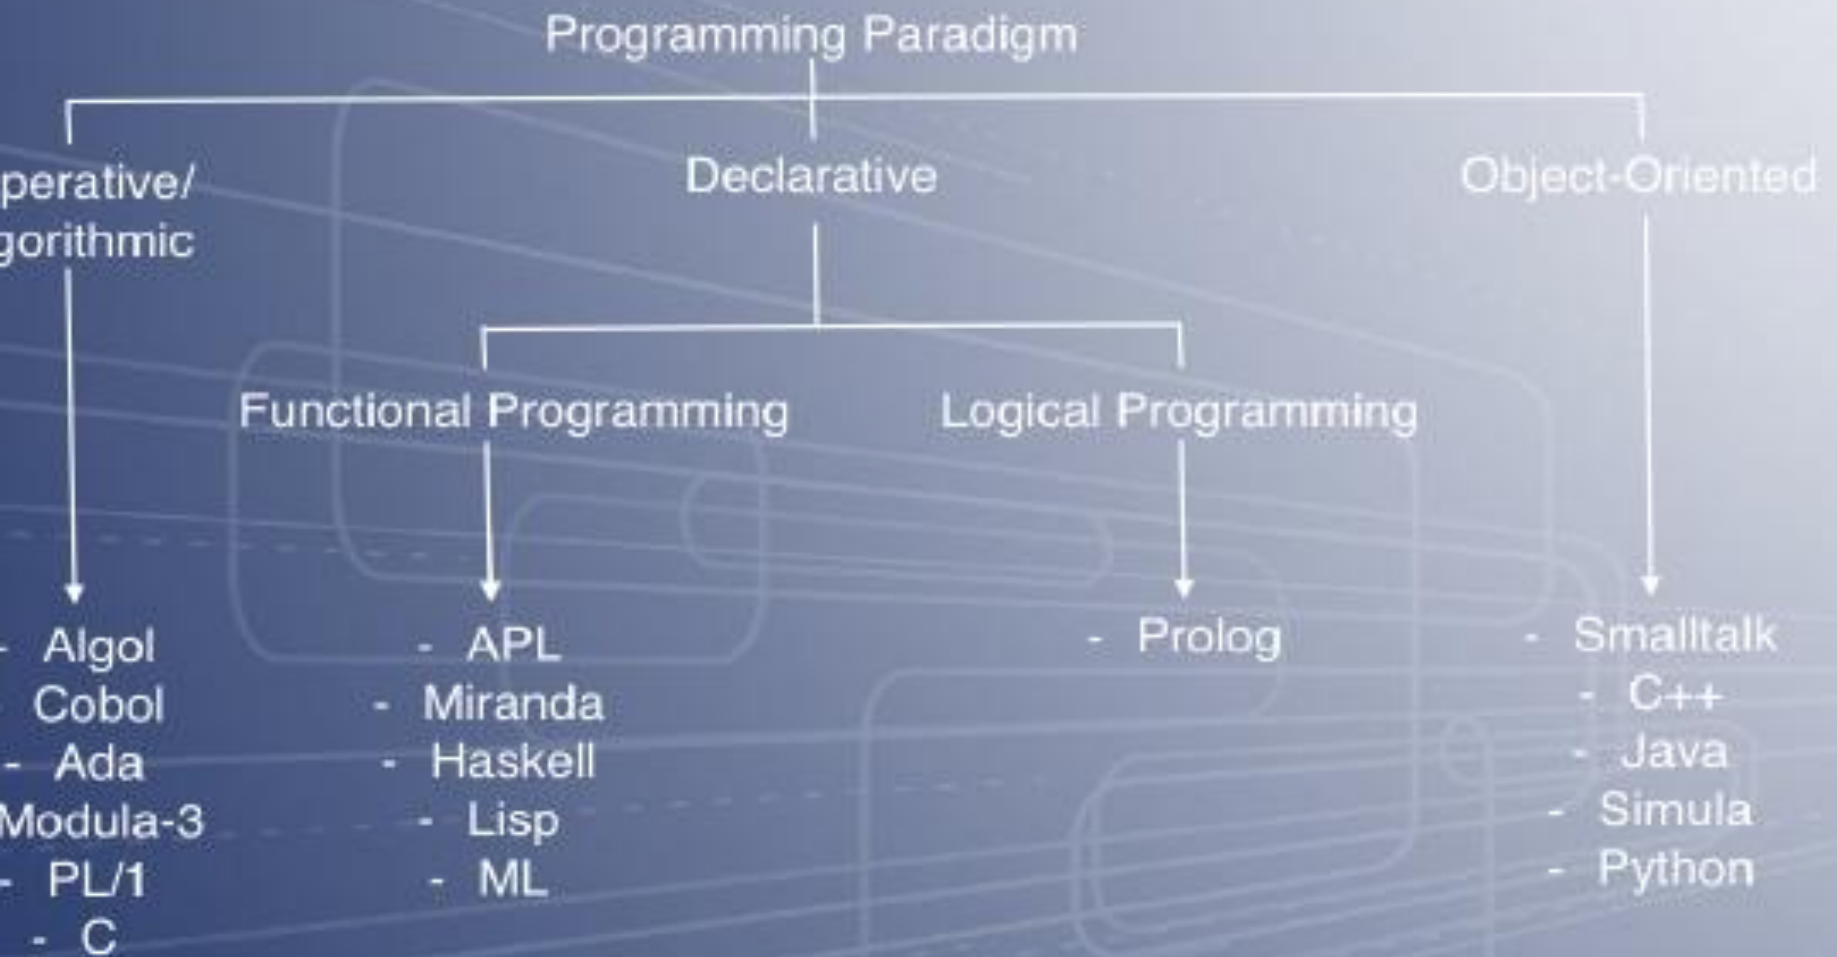 Programming Paradigm
perative/
gorithmic
Declarative
Object-Oriented
Functional Programming
Logical Programming
- Algol
Cobol
- Ada
Modula-3
- PL/1
- C
- APL
- Miranda
- Haskell
- Lisp
- ML
- Prolog
- Smalltalk
- C++
- Java
- Simula
- Python